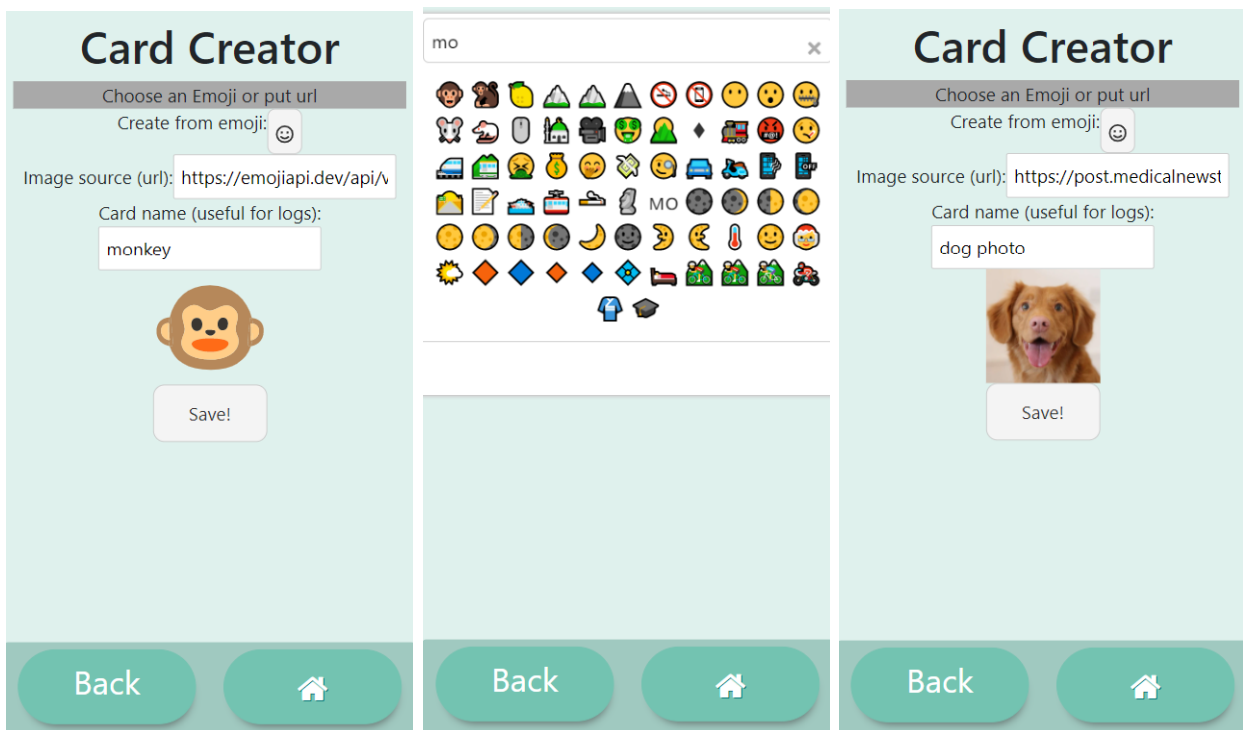 Card Creator
Choose an Emoji or put url
Create from emoji:
Image source (url): https://emojiapi.dev/api/v
Card name (useful for logs):
monkey
Save!
Back
mo
MO
Back
Card Creator
Choose an Emoji or put url
Create from emoji:
Image source (url): https://post.medicalnewst
Card name (useful for logs):
dog photo
Save!
Back